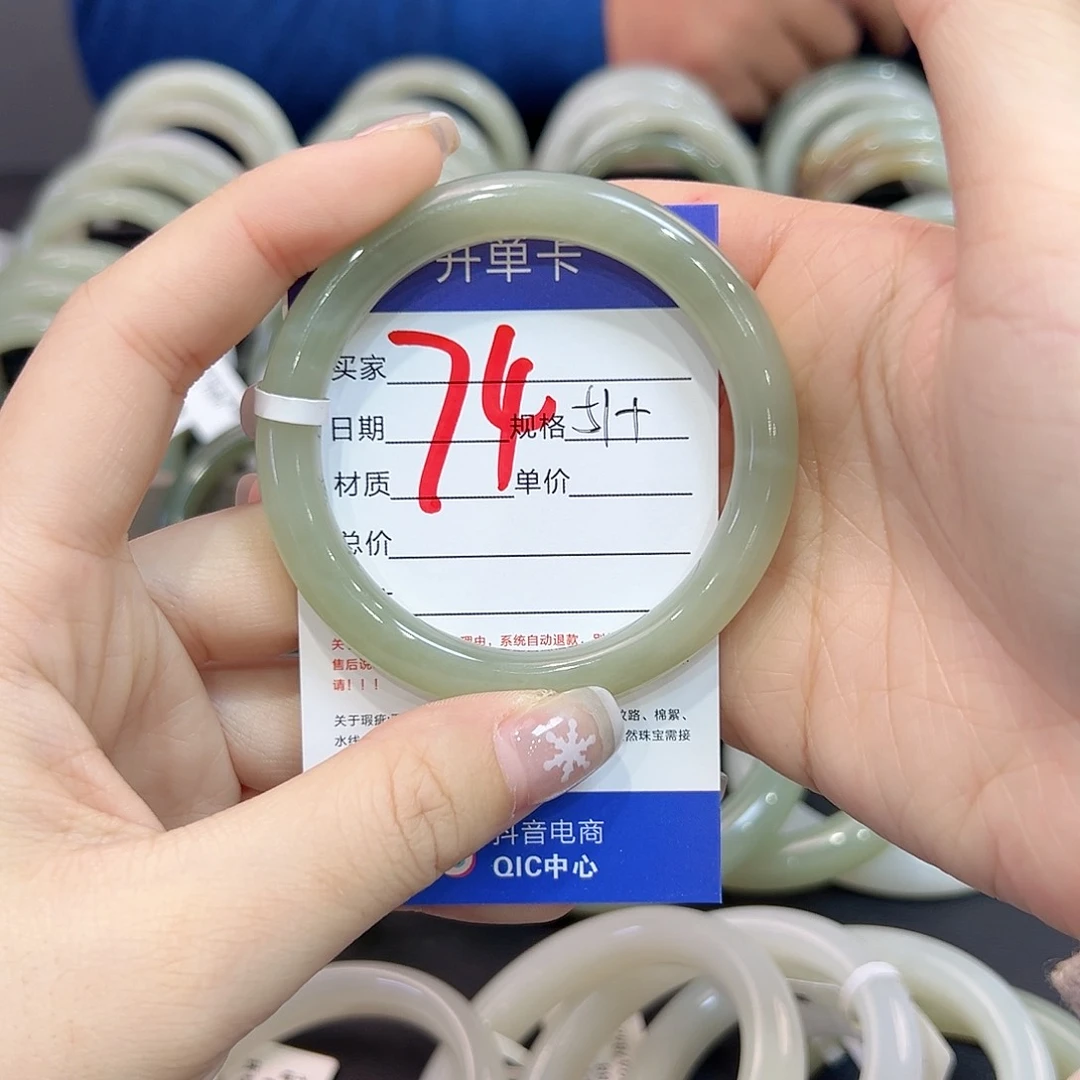 开单卡
74
买家
日期 规格 51+
材质 单价
总价
理由，系统自动退款，
售后说
请！！！
关于瑕疵 纹路、棉絮、
水线 然珠宝需接
抖音电商
QIC中心